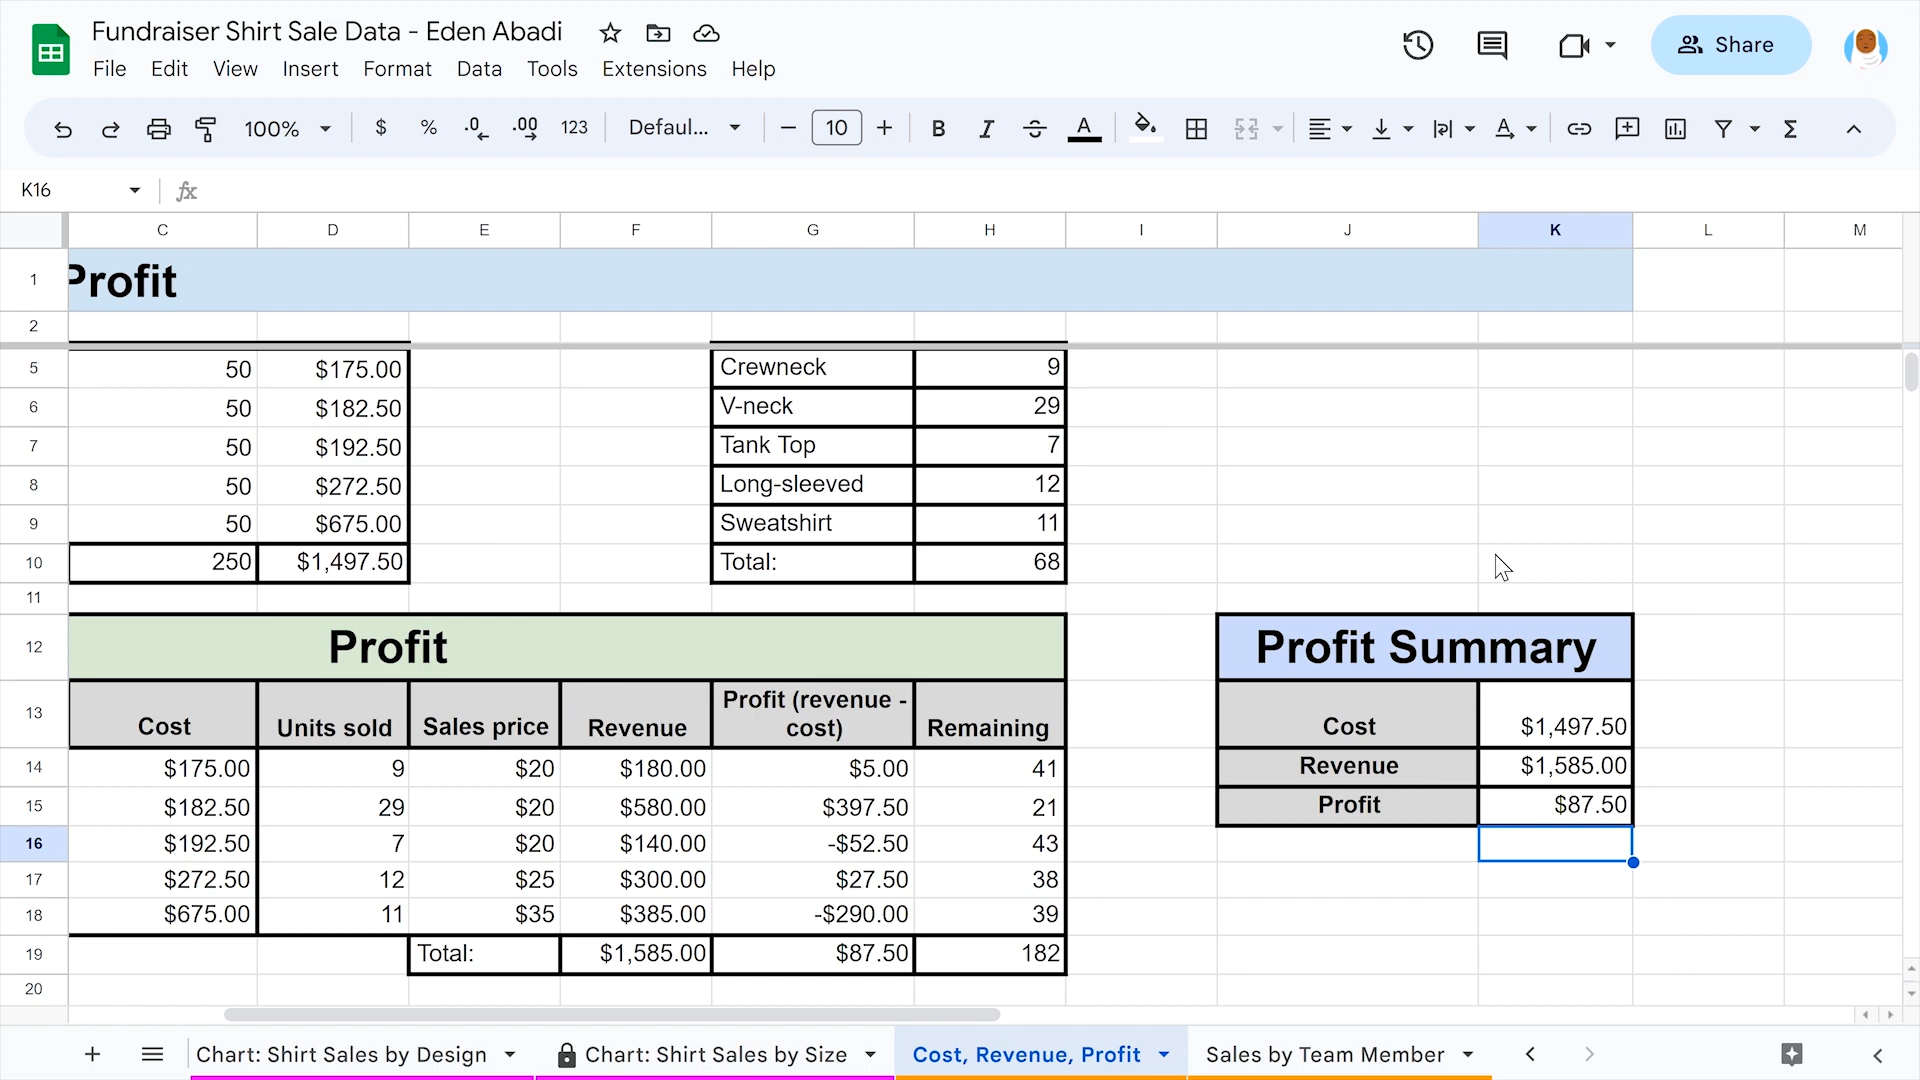 Fundraiser Shirt Sale Data - Eden Abadi
File Edit View Insert Format Data Tools Extensions Help
Share
100% $ % .0 .00 123 Defaul... 10 B I A
K16 fx
C D E F G H I J K L M
1 Profit
2
5 50 $175.00 Crewneck 9
6 50 $182.50 V-neck 29
7 50 $192.50 Tank Top 7
8 50 $272.50 Long-sleeved 12
9 50 $675.00 Sweatshirt 11
10 250 $1,497.50 Total: 68
11
12 Profit Profit Summary
13 Cost Units sold Sales price Revenue Profit (revenue - cost) Remaining Cost $1,497.50
14 $175.00 9 $20 $180.00 $5.00 41 Revenue $1,585.00
15 $182.50 29 $20 $580.00 $397.50 21 Profit $87.50
16 $192.50 7 $20 $140.00 -$52.50 43
17 $272.50 12 $25 $300.00 $27.50 38
18 $675.00 11 $35 $385.00 -$290.00 39
19 Total: $1,585.00 $87.50 182
20
Chart: Shirt Sales by Design Chart: Shirt Sales by Size Cost, Revenue, Profit Sales by Team Member